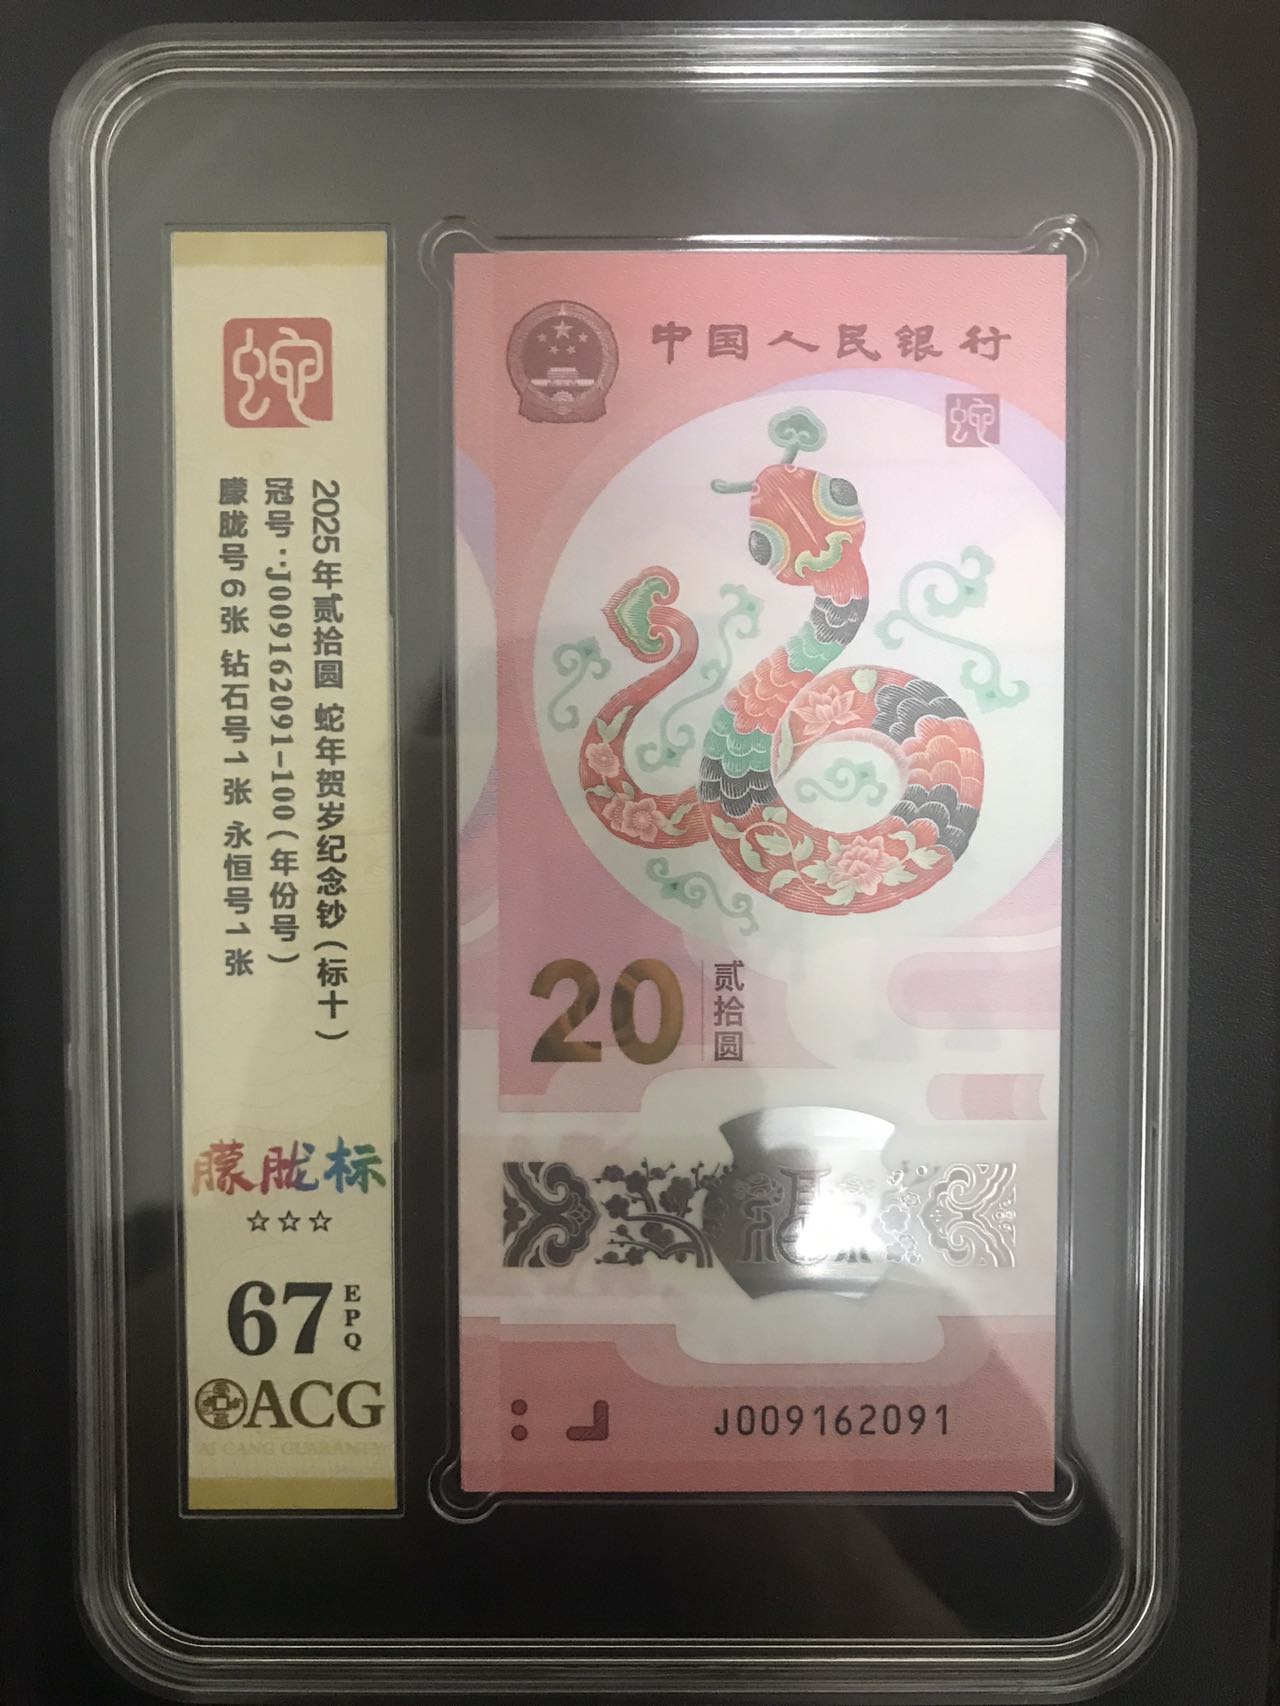 蛇
2025年贰拾圆 蛇年贺岁纪念钞(标十)
冠号:J009162091-100(年份号)
朦胧号6张 钻石号1张 永恒号1张
朦胧标
☆☆☆
67 EPQ
ACG
AI CANG GUARANTY
中国人民银行
蛇
20 贰拾圆
J009162091